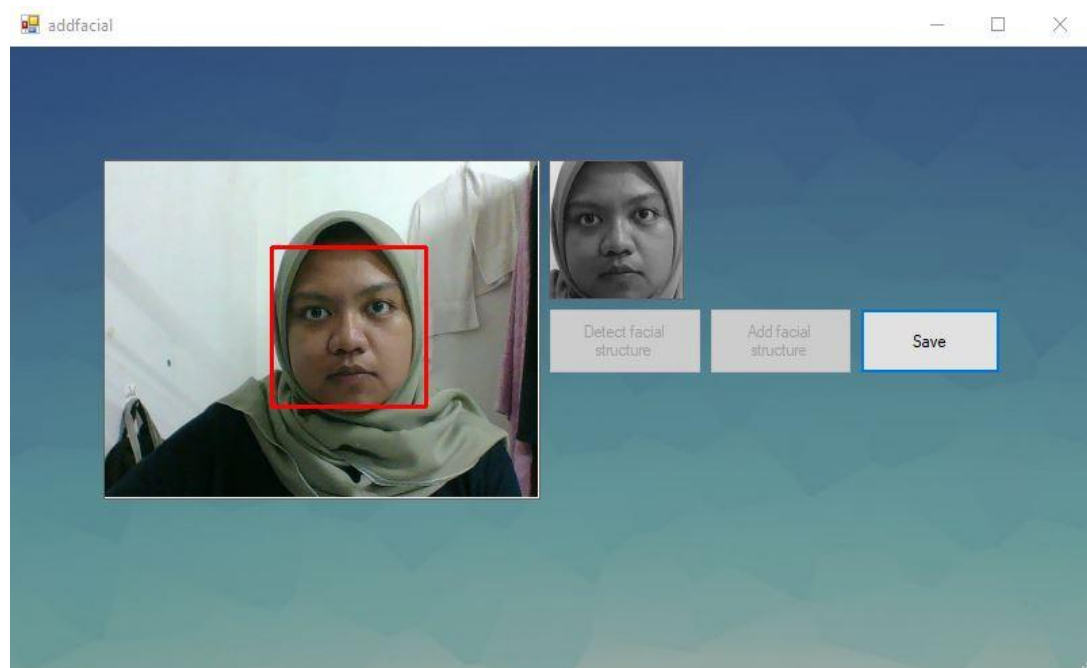 addfacial
Detect facial
structure
Add facial
structure
Save